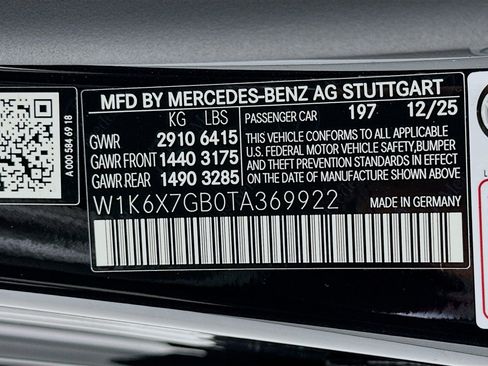 A 000 584 69 18
MFD BY MERCEDES-BENZ AG STUTTGART
KG LBS PASSENGER CAR 197 12/25
GVWR 2910 6415
GAWR FRONT 1440 3175
GAWR REAR 1490 3285
THIS VEHICLE CONFORMS TO ALL APPLICABLE
U.S. FEDERAL MOTOR VEHICLE SAFETY, BUMPER
AND THEFT PREVENTION STANDARDS IN EFFECT
ON THE DATE OF MANUFACTURE SHOWN ABOVE.
W1K6X7GB0TA369922 MADE IN GERMANY